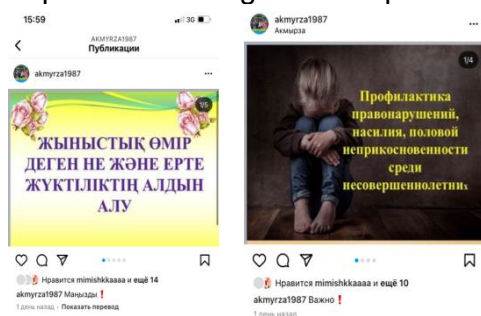 15:59
3G
AKMYRZA1987
Публикации
akmyrza1987
1/5
ЖЫНЫСТЫҚ ӨМІР
ДЕГЕН НЕ ЖӘНЕ ЕРТЕ
ЖҮКТІЛІКТІҢ АЛДЫН
АЛУ
Нравится mimishkkaaaa и ещё 14
akmyrza1987 Маңызды❗
1 день назад · Показать перевод
akmyrza1987
Акмырза
1/4
Профилактика
правонарушений,
насилия, половой
неприкосновенности
среди
несовершеннолетних
Нравится mimishkkaaaa и ещё 10
akmyrza1987 Важно❗
1 день назад